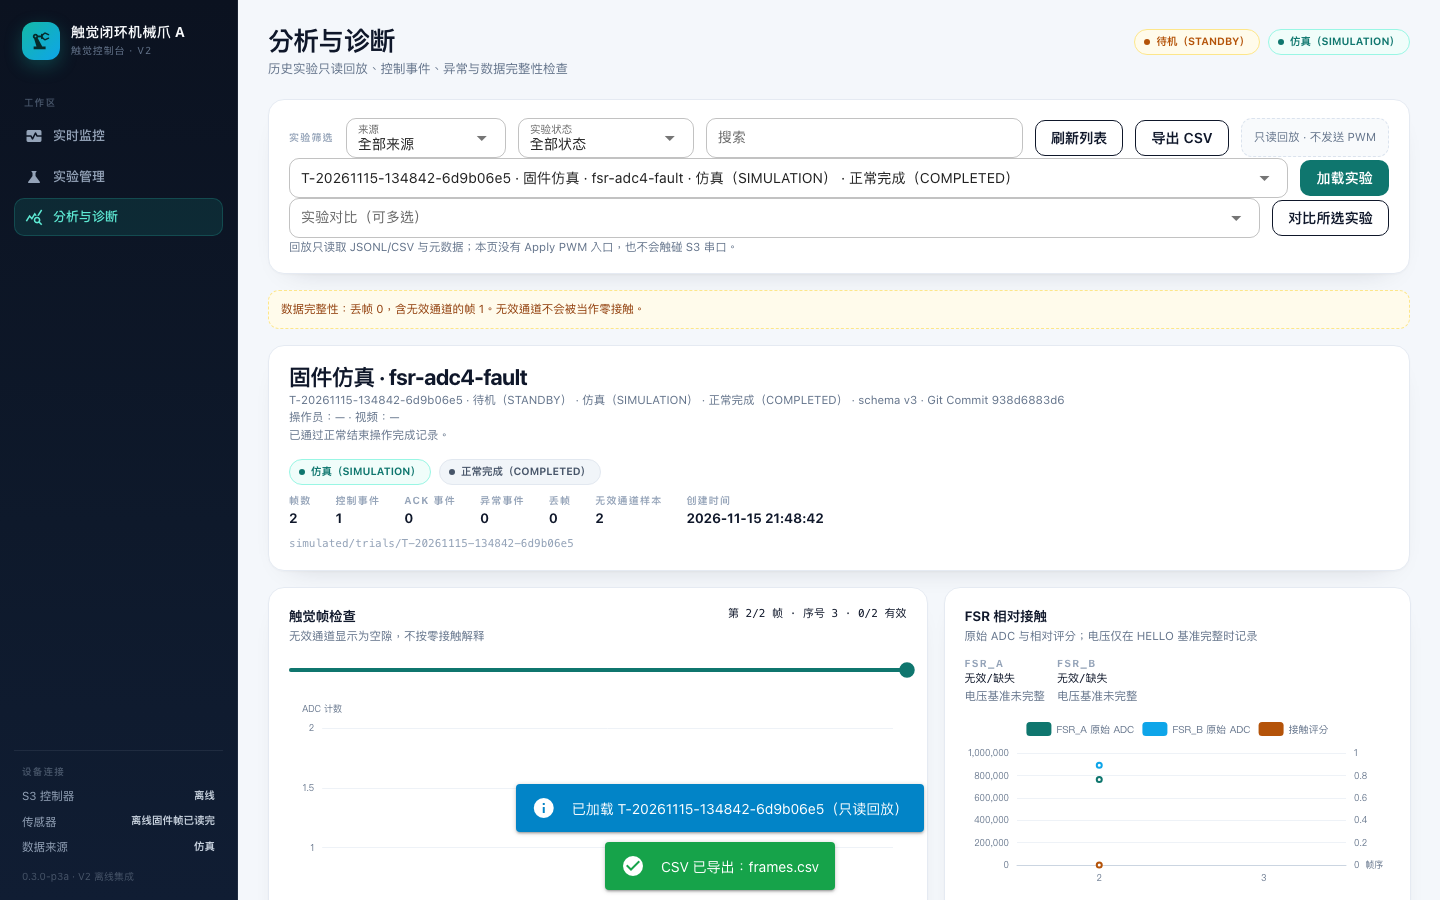 触觉闭环机械爪 A
触觉控制台 · V2
工作区
实时监控
实验管理
分析与诊断
设备连接
S3 控制器 离线
传感器 离线固件帧已读完
数据来源 仿真
0.3.0-p3a · V2 离线集成
分析与诊断
历史实验只读回放、控制事件、异常与数据完整性检查
待机（STANDBY）
仿真（SIMULATION）
实验筛选
来源
全部来源
实验状态
全部状态
搜索
刷新列表
导出 CSV
只读回放 · 不发送 PWM
T-20261115-134842-6d9b06e5 · 固件仿真 · fsr-adc4-fault · 仿真（SIMULATION） · 正常完成（COMPLETED）
加载实验
实验对比（可多选）
对比所选实验
回放只读取 JSONL/CSV 与元数据；本页没有 Apply PWM 入口，也不会触碰 S3 串口。
数据完整性：丢帧 0，含无效通道的帧 1。无效通道不会被当作零接触。
固件仿真 · fsr-adc4-fault
T-20261115-134842-6d9b06e5 · 待机（STANDBY） · 仿真（SIMULATION） · 正常完成（COMPLETED） · schema v3 · Git Commit 938d6883d6
操作员：— · 视频：—
已通过正常结束操作完成记录。
仿真（SIMULATION）
正常完成（COMPLETED）
帧数 控制事件 ACK 事件 异常事件 丢帧 无效通道样本 创建时间
2 1 0 0 0 2 2026-11-15 21:48:42
simulated/trials/T-20261115-134842-6d9b06e5
触觉帧检查
第 2/2 帧 · 序号 3 · 0/2 有效
无效通道显示为空隙，不按零接触解释
ADC 计数
2
1.5
1
FSR 相对接触
原始 ADC 与相对评分；电压仅在 HELLO 基准完整时记录
FSR_A FSR_B
无效/缺失 无效/缺失
电压基准未完整 电压基准未完整
FSR_A 原始 ADC FSR_B 原始 ADC 接触评分
1,000,000 1
800,000 0.8
600,000 0.6
400,000 0.4
200,000 0.2
0 0 帧序
2 3
已加载 T-20261115-134842-6d9b06e5（只读回放）
CSV 已导出：frames.csv